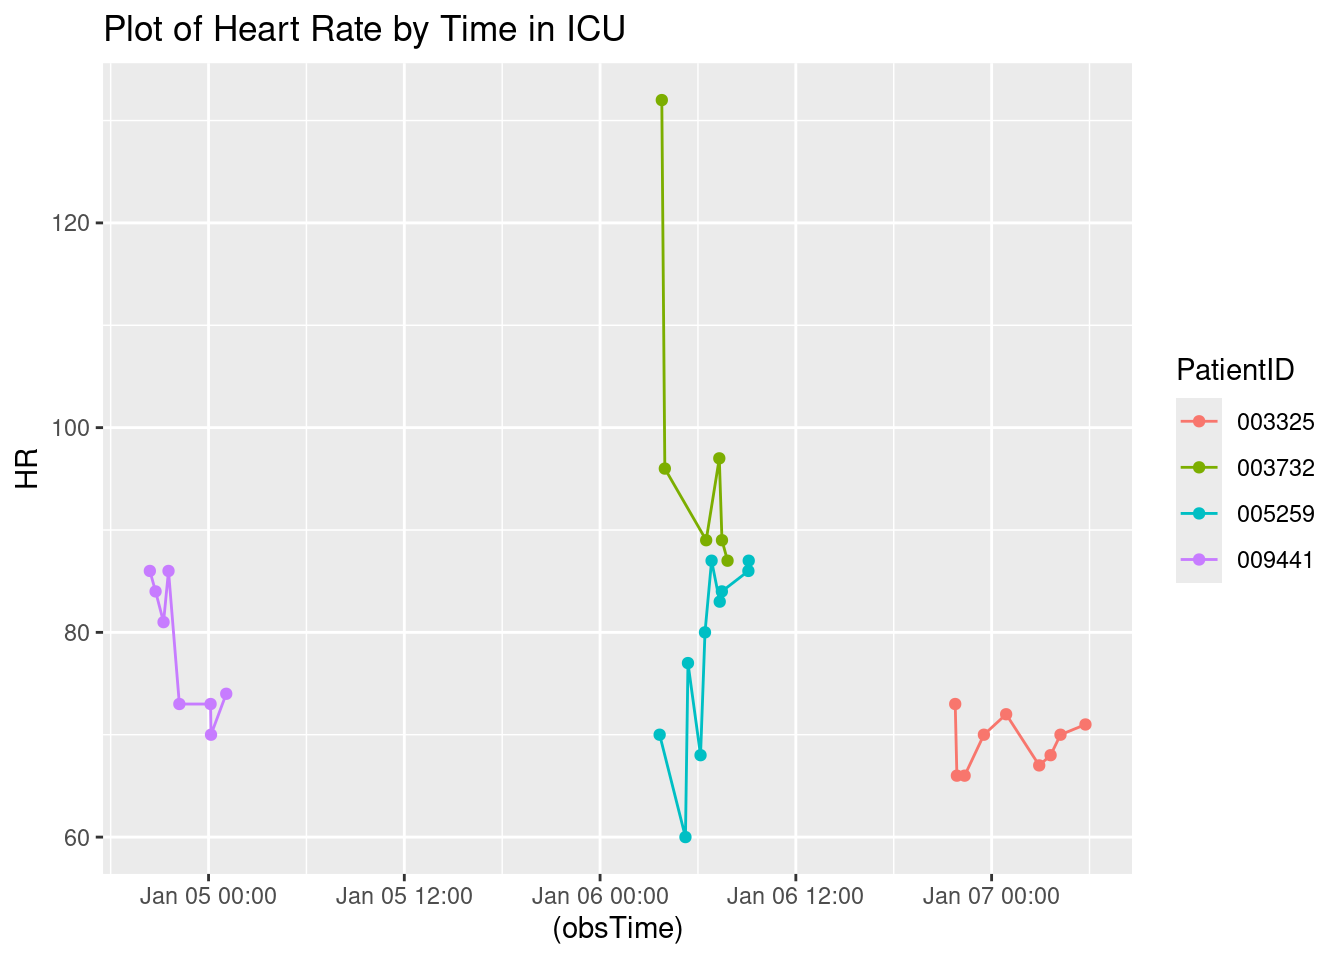 Plot of Heart Rate by Time in ICU
120
100
80
60
HR
Jan 05 00:00
Jan 05 12:00
Jan 06 00:00
Jan 06 12:00
Jan 07 00:00
(obsTime)
PatientID
003325
003732
005259
009441